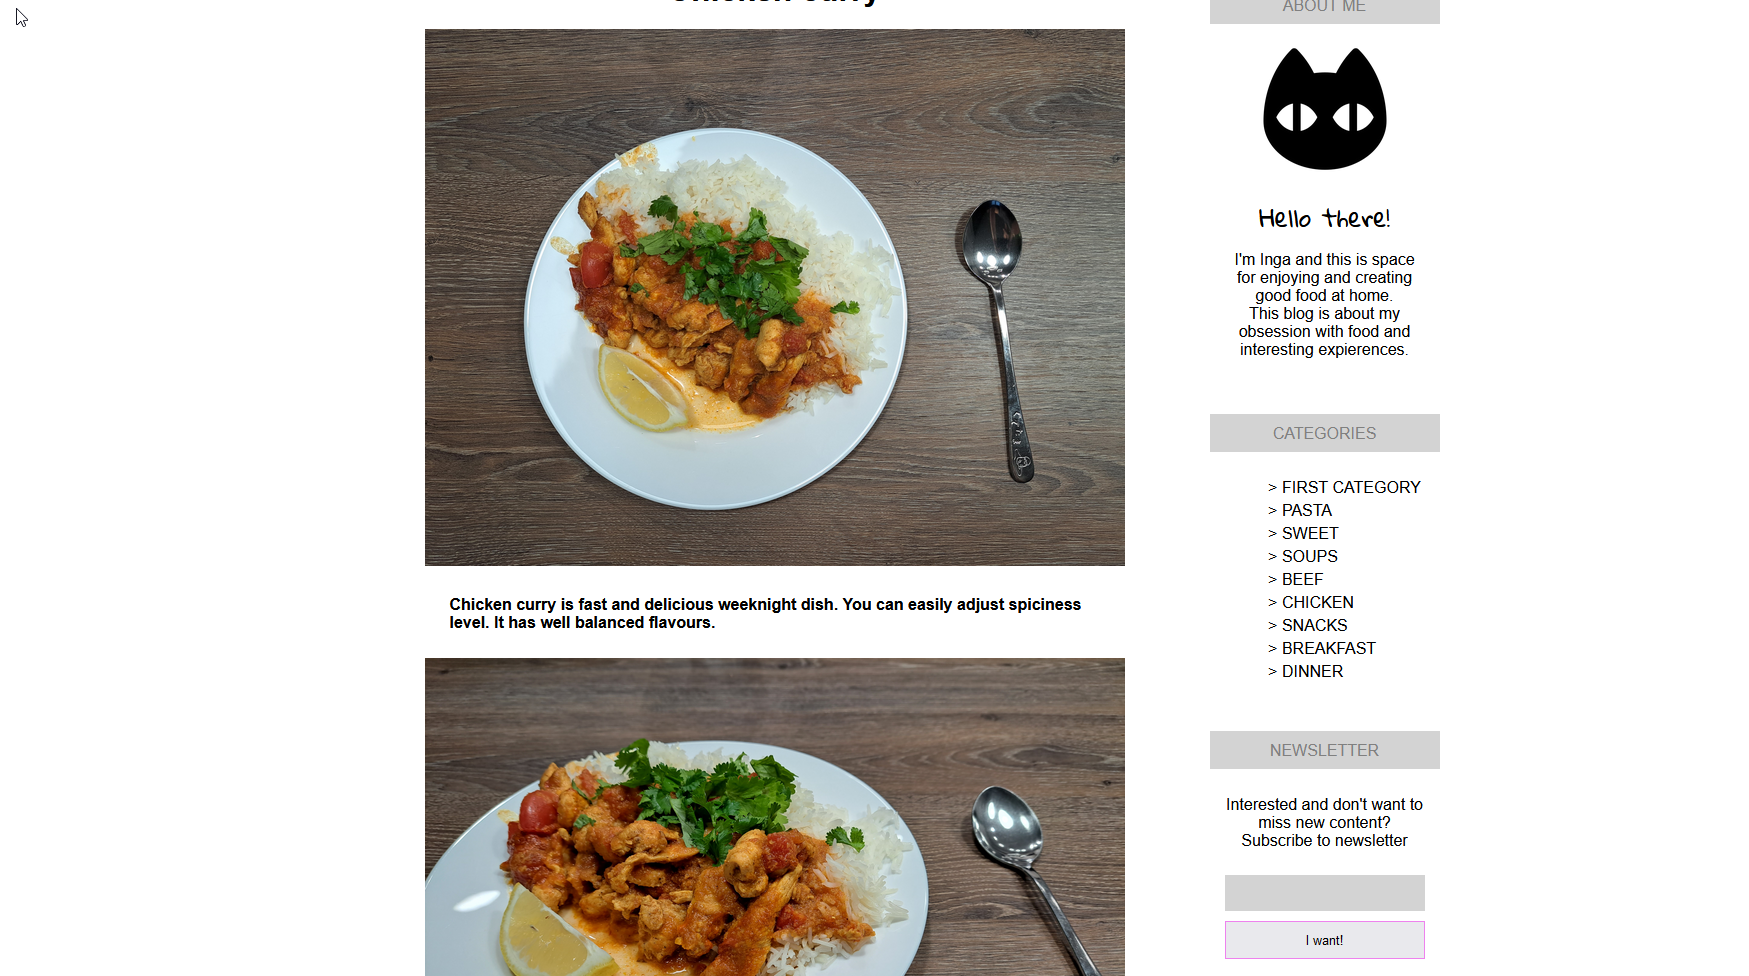 Chicken curry
Chicken curry is fast and delicious weeknight dish. You can easily adjust spiciness
level. It has well balanced flavours.
ABOUT ME
Hello there!
I'm Inga and this is space
for enjoying and creating
good food at home.
This blog is about my
obsession with food and
interesting expierences.
CATEGORIES
> FIRST CATEGORY
> PASTA
> SWEET
> SOUPS
> BEEF
> CHICKEN
> SNACKS
> BREAKFAST
> DINNER
NEWSLETTER
Interested and don't want to
miss new content?
Subscribe to newsletter
I want!